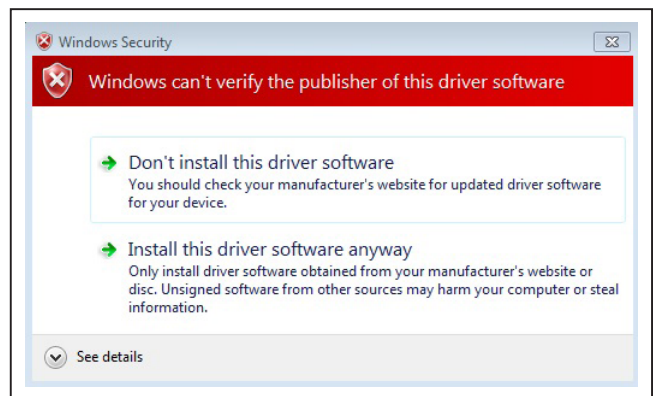 Windows Security
Windows can't verify the publisher of this driver software
Don't install this driver software
You should check your manufacturer's website for updated driver software
for your device.
Install this driver software anyway
Only install driver software obtained from your manufacturer's website or
disc. Unsigned software from other sources may harm your computer or steal
information.
See details